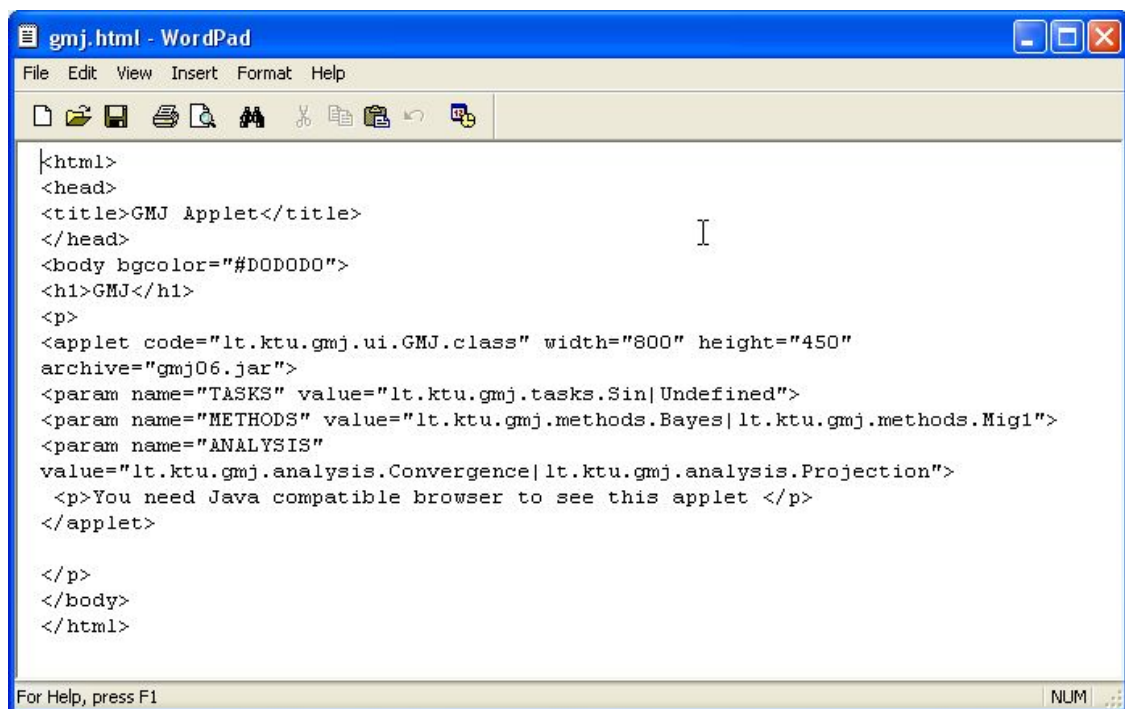 gmj.html - WordPad
File Edit View Insert Format Help
<html>
<head>
<title>GMJ Applet</title>
</head>
<body bgcolor="#D0D0D0">
<h1>GMJ</h1>
<p>
<applet code="lt.ktu.gmj.ui.GMJ.class" width="800" height="450"
archive="gmj06.jar">
<param name="TASKS" value="lt.ktu.gmj.tasks.Sin|Undefined">
<param name="METHODS" value="lt.ktu.gmj.methods.Bayes|lt.ktu.gmj.methods.Mig1">
<param name="ANALYSIS"
value="lt.ktu.gmj.analysis.Convergence|lt.ktu.gmj.analysis.Projection">
<p>You need Java compatible browser to see this applet </p>
</applet>
</p>
</body>
</html>
For Help, press F1
NUM